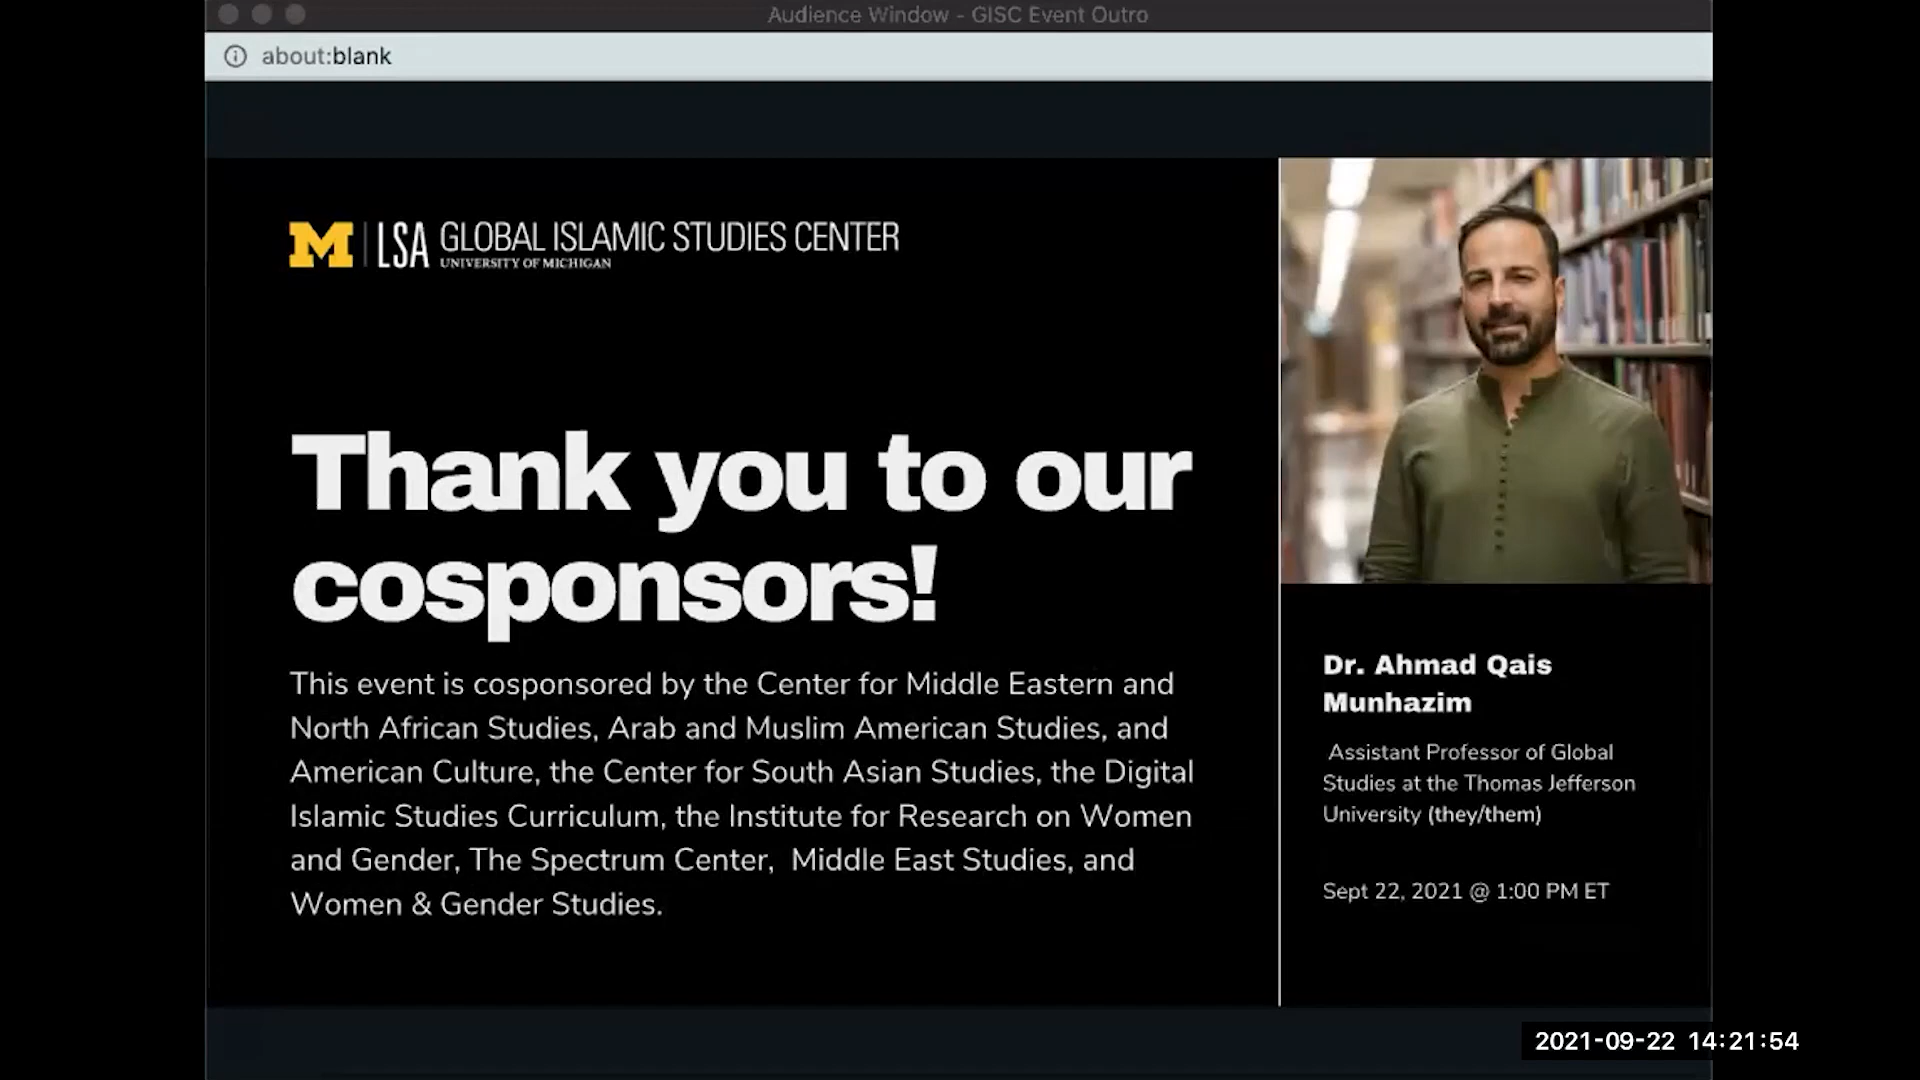 Audience Window - GISC Event Outro
about:blank
M | LSA GLOBAL ISLAMIC STUDIES CENTER
UNIVERSITY OF MICHIGAN
Thank you to our
cosponsors!
This event is cosponsored by the Center for Middle Eastern and
North African Studies, Arab and Muslim American Studies, and
American Culture, the Center for South Asian Studies, the Digital
Islamic Studies Curriculum, the Institute for Research on Women
and Gender, The Spectrum Center,  Middle East Studies, and
Women & Gender Studies.
Dr. Ahmad Qais
Munhazim
Assistant Professor of Global
Studies at the Thomas Jefferson
University (they/them)
Sept 22, 2021 @ 1:00 PM ET
2021-09-22 14:21:54